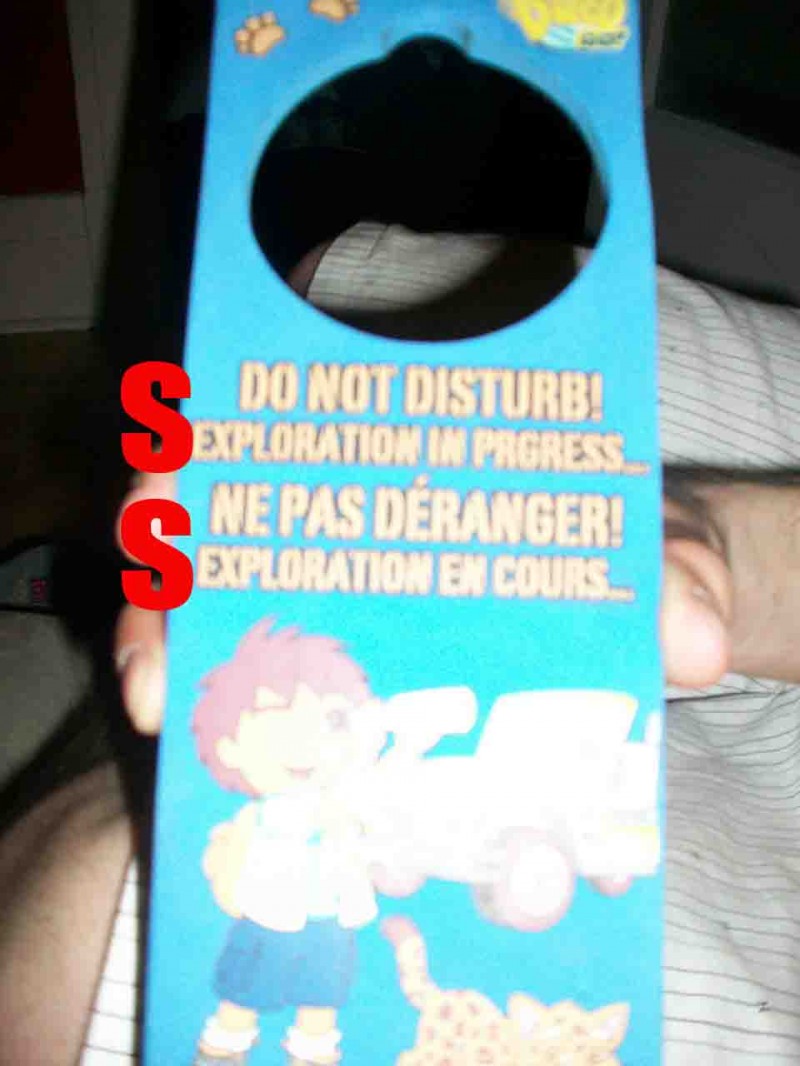 DO NOT DISTURB!
S EXPLORATION IN PRGRESS...
NE PAS DÉRANGER!
S EXPLORATION EN COURS...